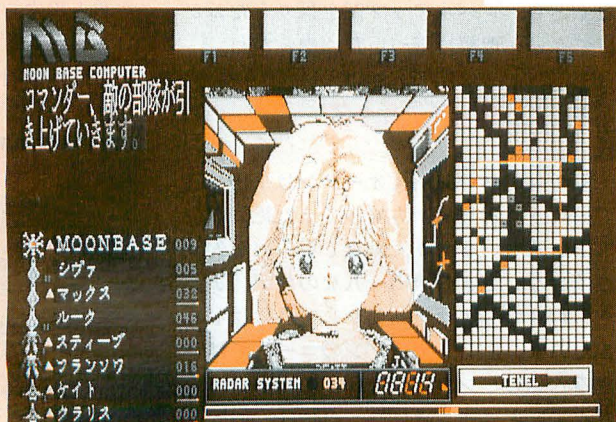 MB
F1 F2 F3 F4 F5
MOON BASE COMPUTER
コマンダー、敵の部隊が引
き上げていきます。
▲MOONBASE 009
シヴァ 005
▲マックス 032
ルーク 046
▲スティーブ 000
▲フランソワ 016
▲ケイト 000
▲クラリス 000
RADAR SYSTEM 034
TENEL